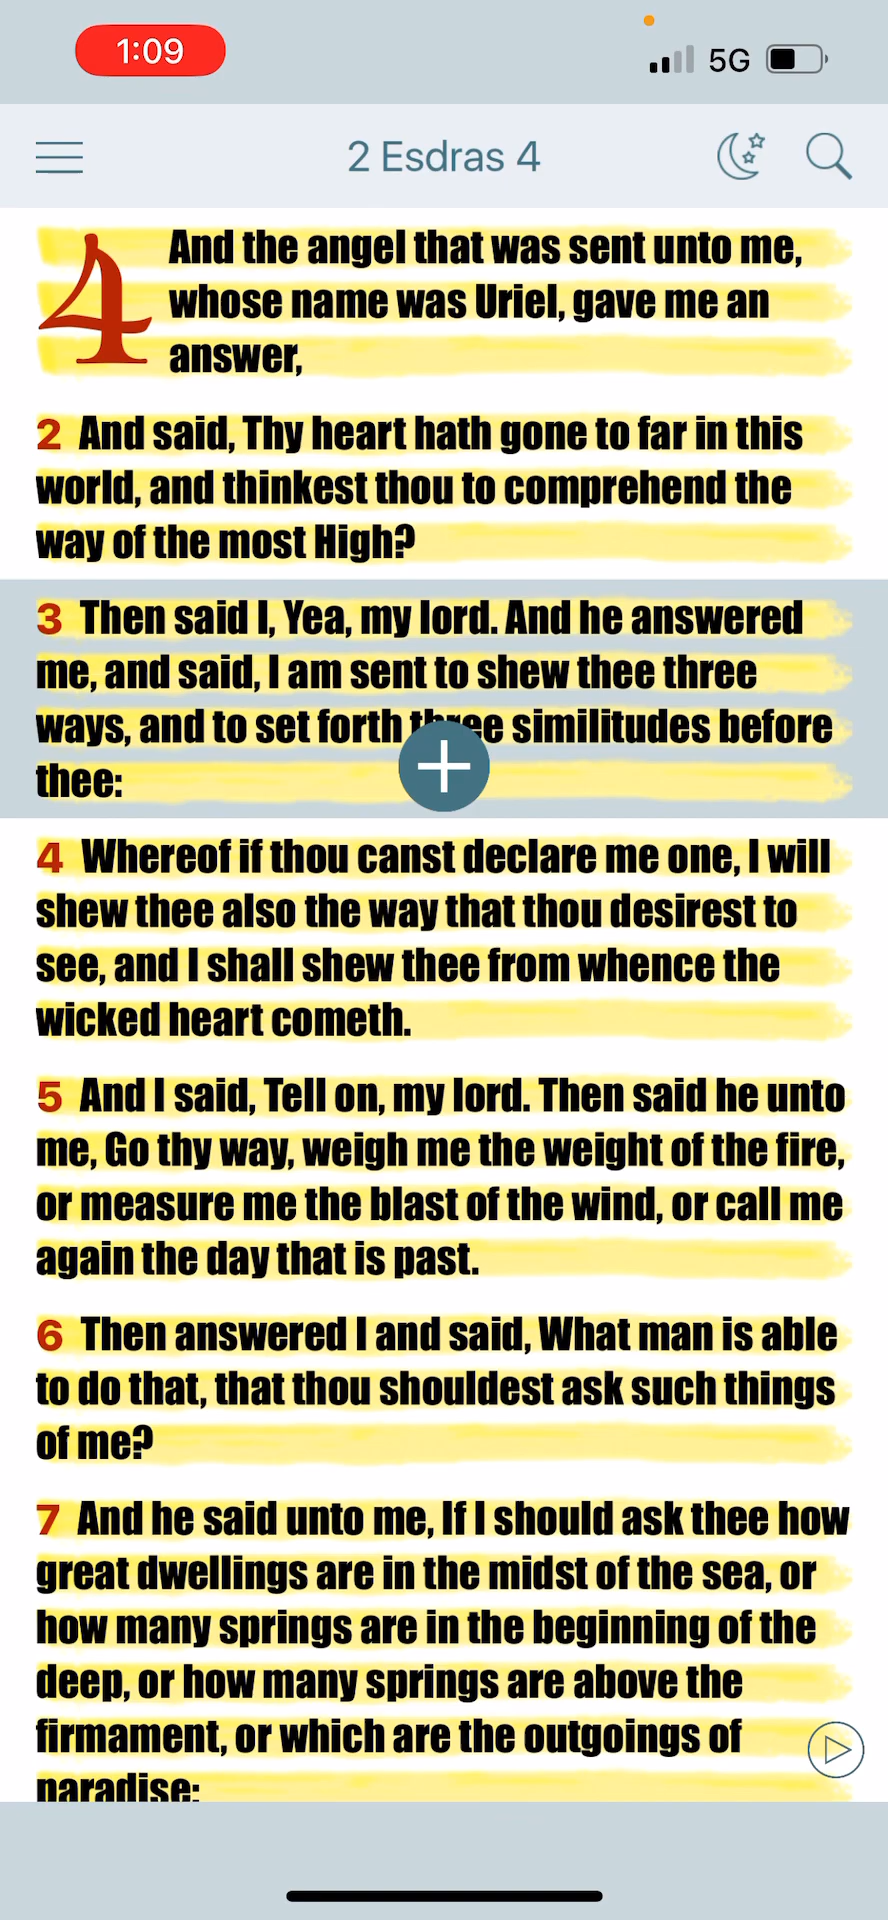 1:09
5G
2 Esdras 4
4 And the angel that was sent unto me,
whose name was Uriel, gave me an
answer,
2 And said, Thy heart hath gone to far in this
world, and thinkest thou to comprehend the
way of the most High?
3 Then said I, Yea, my lord. And he answered
me, and said, I am sent to shew thee three
ways, and to set forth three similitudes before
thee:
4 Whereof if thou canst declare me one, I will
shew thee also the way that thou desirest to
see, and I shall shew thee from whence the
wicked heart cometh.
5 And I said, Tell on, my lord. Then said he unto
me, Go thy way, weigh me the weight of the fire,
or measure me the blast of the wind, or call me
again the day that is past.
6 Then answered I and said, What man is able
to do that, that thou shouldest ask such things
of me?
7 And he said unto me, If I should ask thee how
great dwellings are in the midst of the sea, or
how many springs are in the beginning of the
deep, or how many springs are above the
firmament, or which are the outgoings of
paradise: